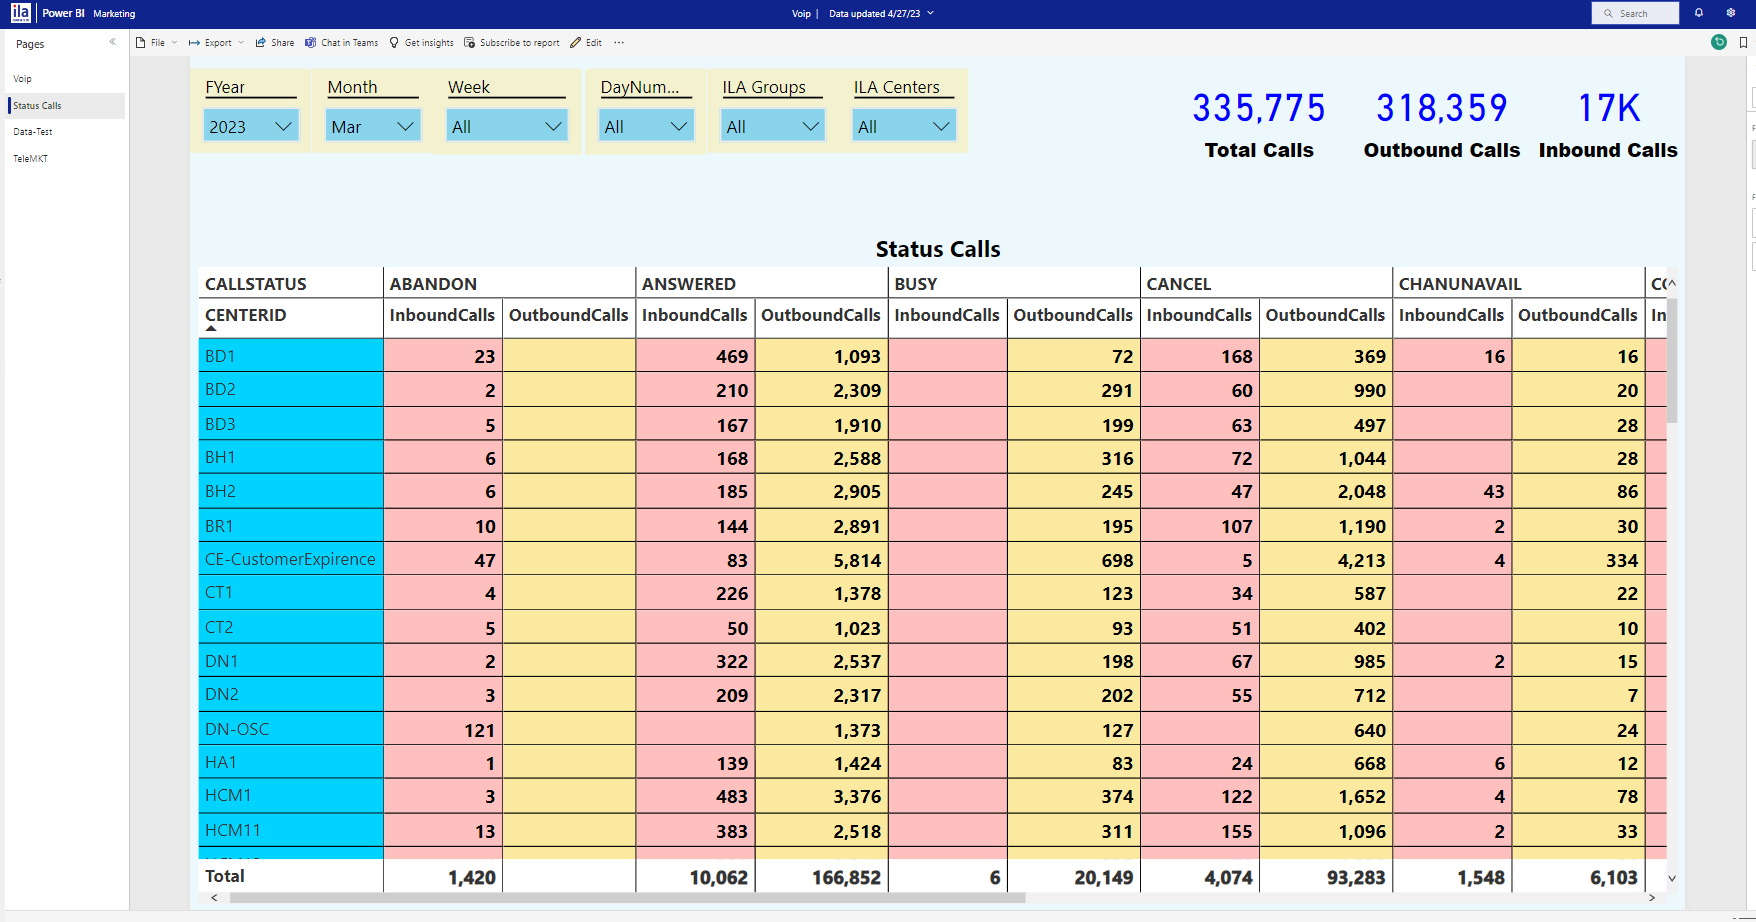 ila Power BI Marketing
Voip | Data updated 4/27/23
Search
Pages
File Export Share Chat in Teams Get insights Subscribe to report Edit ...
Voip
Status Calls
Data-Test
TeleMKT
FYear Month Week DayNum... ILA Groups ILA Centers
2023 Mar All All All All
335,775 318,359 17K
Total Calls Outbound Calls Inbound Calls
Status Calls
CALLSTATUS ABANDON ANSWERED BUSY CANCEL CHANUNAVAIL
CENTERID InboundCalls OutboundCalls InboundCalls OutboundCalls InboundCalls OutboundCalls InboundCalls OutboundCalls InboundCalls OutboundCalls In
BD1 23 469 1,093 72 168 369 16 16
BD2 2 210 2,309 291 60 990 20
BD3 5 167 1,910 199 63 497 28
BH1 6 168 2,588 316 72 1,044 28
BH2 6 185 2,905 245 47 2,048 43 86
BR1 10 144 2,891 195 107 1,190 2 30
CE-CustomerExpirence 47 83 5,814 698 5 4,213 4 334
CT1 4 226 1,378 123 34 587 22
CT2 5 50 1,023 93 51 402 10
DN1 2 322 2,537 198 67 985 2 15
DN2 3 209 2,317 202 55 712 7
DN-OSC 121 1,373 127 640 24
HA1 1 139 1,424 83 24 668 6 12
HCM1 3 483 3,376 374 122 1,652 4 78
HCM11 13 383 2,518 311 155 1,096 2 33
Total 1,420 10,062 166,852 6 20,149 4,074 93,283 1,548 6,103